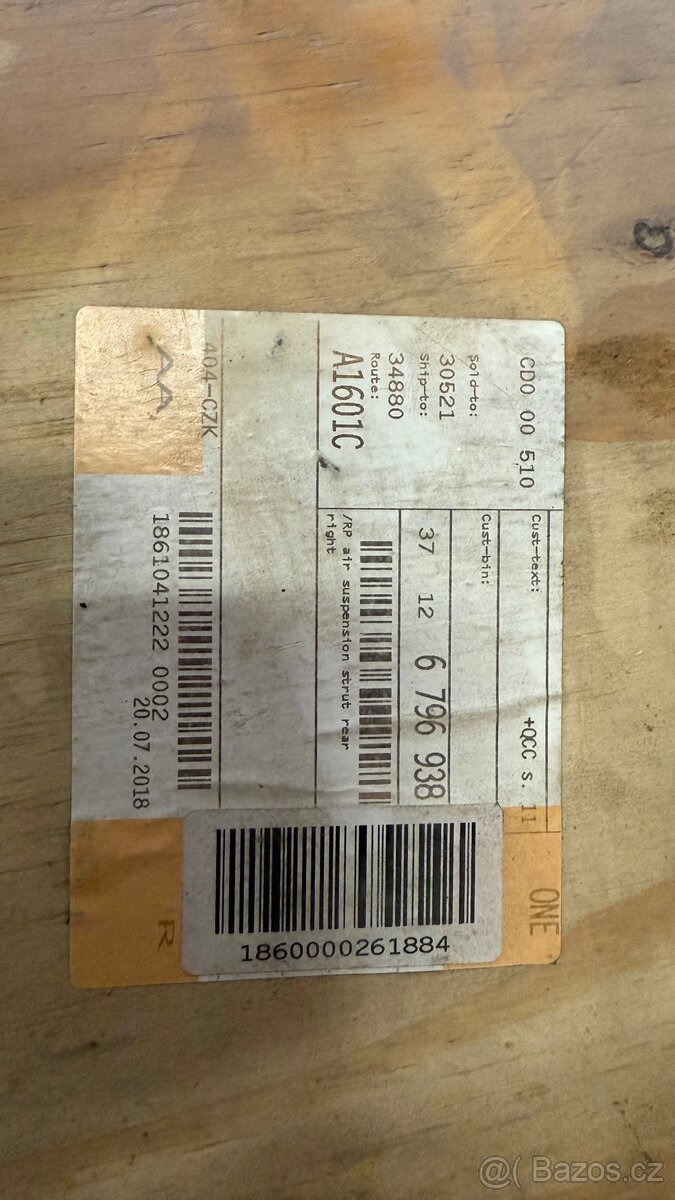 CDO 00 510
Sold-to:
30521
Ship-to:
34880
Route:
A1601C
Cust-text:
+QCC s. 11
Cust-bin:
37 12 6 796 938
/RP air suspension strut rear
right
404-CZK
AA
1861041222 0002
20.07.2018
ONE
R
1860000261884
@( Bazos.cz